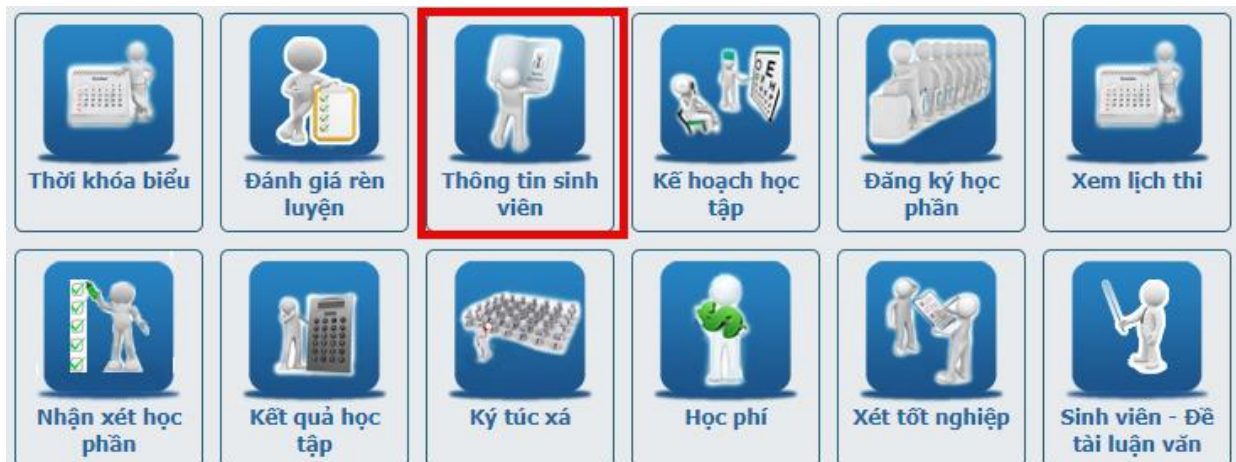 Thời khóa biểu
Đánh giá rèn
luyện
Thông tin sinh
viên
Kế hoạch học
tập
Đăng ký học
phần
Xem lịch thi
Nhận xét học
phần
Kết quả học
tập
Ký túc xá
Học phí
Xét tốt nghiệp
Sinh viên - Đề
tài luận văn